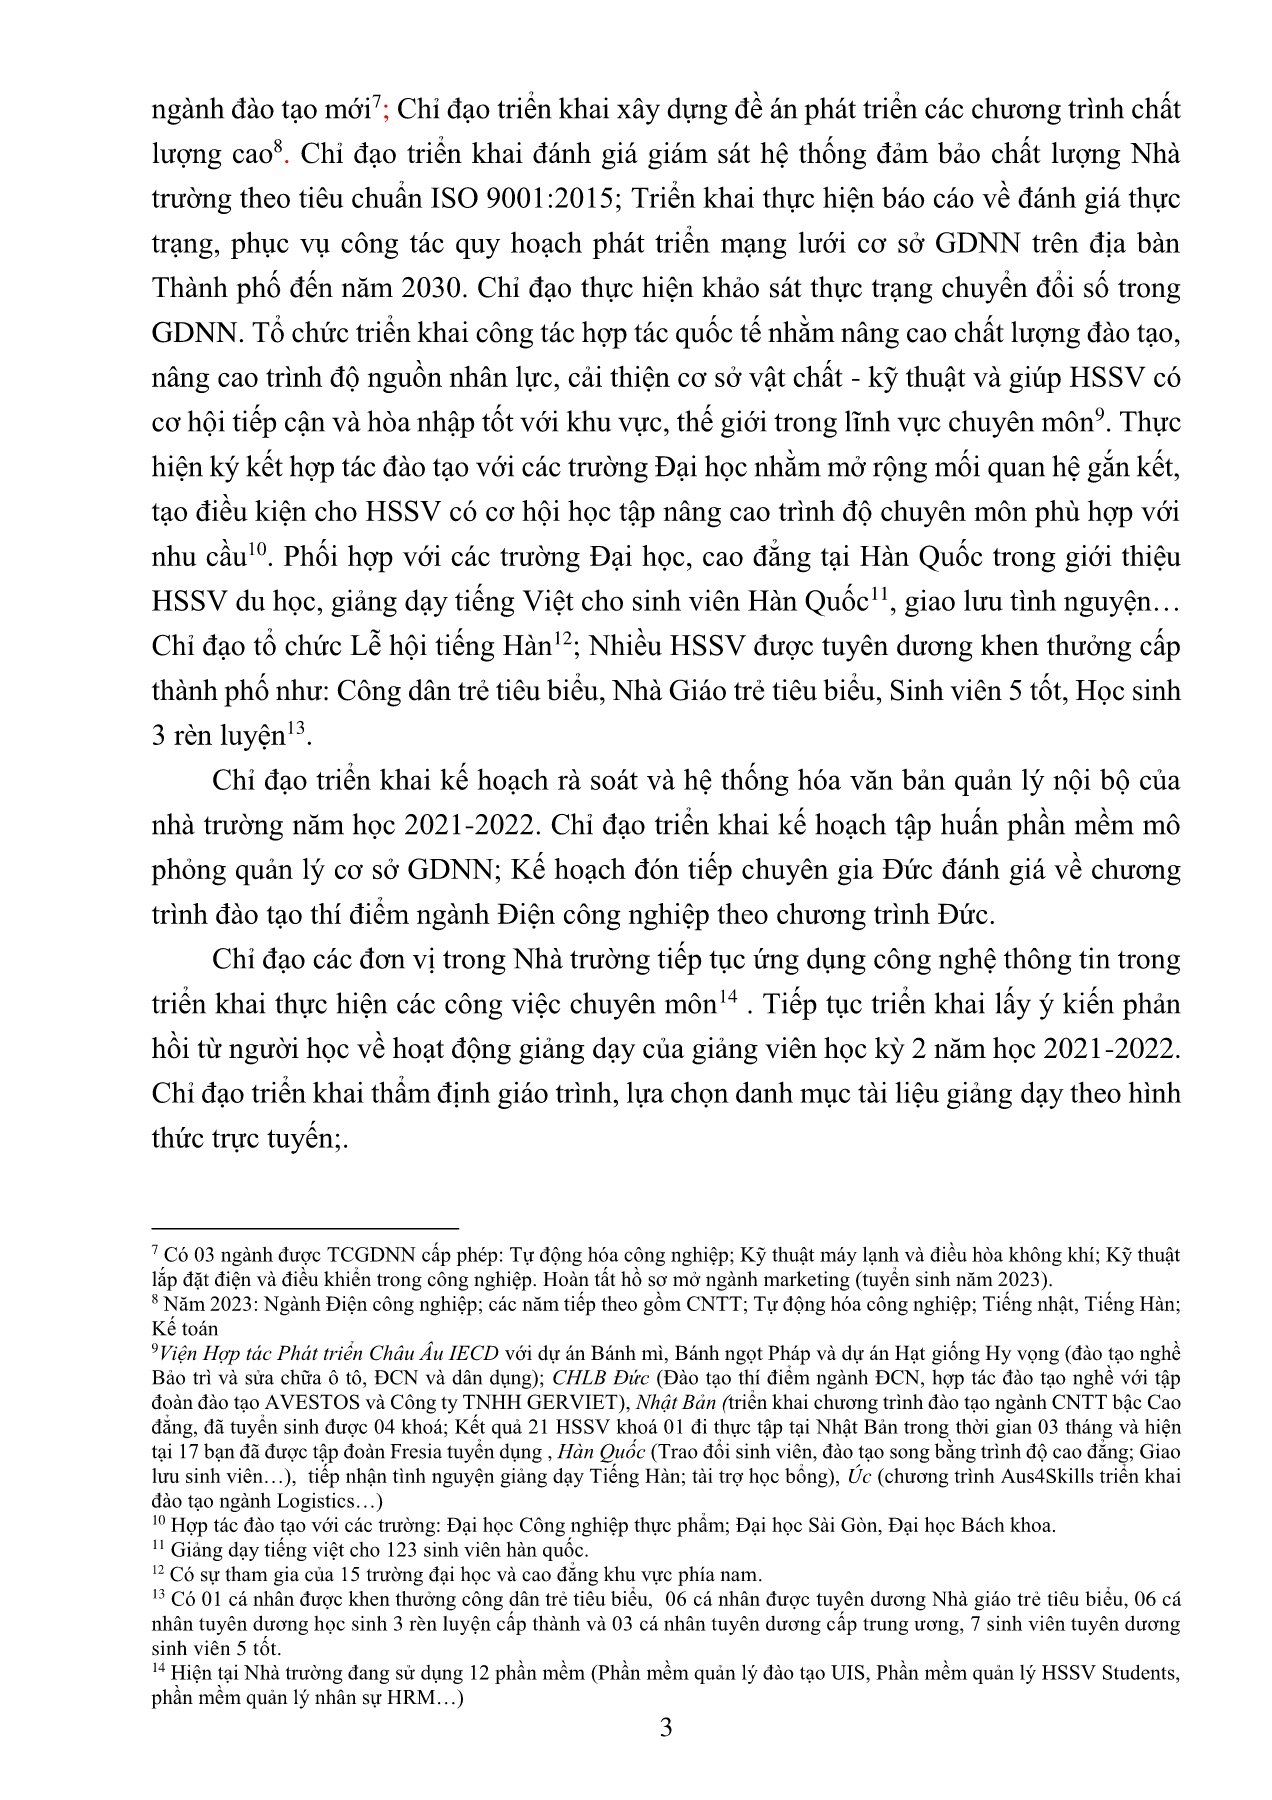 ngành đào tạo mới7; Chỉ đạo triển khai xây dựng đề án phát triển các chương trình chất
lượng cao8. Chỉ đạo triển khai đánh giá giám sát hệ thống đảm bảo chất lượng Nhà
trường theo tiêu chuẩn ISO 9001:2015; Triển khai thực hiện báo cáo về đánh giá thực
trạng, phục vụ công tác quy hoạch phát triển mạng lưới cơ sở GDNN trên địa bàn
Thành phố đến năm 2030. Chỉ đạo thực hiện khảo sát thực trạng chuyển đổi số trong
GDNN. Tổ chức triển khai công tác hợp tác quốc tế nhằm nâng cao chất lượng đào tạo,
nâng cao trình độ nguồn nhân lực, cải thiện cơ sở vật chất - kỹ thuật và giúp HSSV có
cơ hội tiếp cận và hòa nhập tốt với khu vực, thế giới trong lĩnh vực chuyên môn9. Thực
hiện ký kết hợp tác đào tạo với các trường Đại học nhằm mở rộng mối quan hệ gắn kết,
tạo điều kiện cho HSSV có cơ hội học tập nâng cao trình độ chuyên môn phù hợp với
nhu cầu10. Phối hợp với các trường Đại học, cao đẳng tại Hàn Quốc trong giới thiệu
HSSV du học, giảng dạy tiếng Việt cho sinh viên Hàn Quốc11, giao lưu tình nguyện…
Chỉ đạo tổ chức Lễ hội tiếng Hàn12; Nhiều HSSV được tuyên dương khen thưởng cấp
thành phố như: Công dân trẻ tiêu biểu, Nhà Giáo trẻ tiêu biểu, Sinh viên 5 tốt, Học sinh
3 rèn luyện13.
Chỉ đạo triển khai kế hoạch rà soát và hệ thống hóa văn bản quản lý nội bộ của
nhà trường năm học 2021-2022. Chỉ đạo triển khai kế hoạch tập huấn phần mềm mô
phỏng quản lý cơ sở GDNN; Kế hoạch đón tiếp chuyên gia Đức đánh giá về chương
trình đào tạo thí điểm ngành Điện công nghiệp theo chương trình Đức.
Chỉ đạo các đơn vị trong Nhà trường tiếp tục ứng dụng công nghệ thông tin trong
triển khai thực hiện các công việc chuyên môn14 . Tiếp tục triển khai lấy ý kiến phản
hồi từ người học về hoạt động giảng dạy của giảng viên học kỳ 2 năm học 2021-2022.
Chỉ đạo triển khai thẩm định giáo trình, lựa chọn danh mục tài liệu giảng dạy theo hình
thức trực tuyến;.
7 Có 03 ngành được TCGDNN cấp phép: Tự động hóa công nghiệp; Kỹ thuật máy lạnh và điều hòa không khí; Kỹ thuật
lắp đặt điện và điều khiển trong công nghiệp. Hoàn tất hồ sơ mở ngành marketing (tuyển sinh năm 2023).
8 Năm 2023: Ngành Điện công nghiệp; các năm tiếp theo gồm CNTT; Tự động hóa công nghiệp; Tiếng nhật, Tiếng Hàn;
Kế toán
9Viện Hợp tác Phát triển Châu Âu IECD với dự án Bánh mì, Bánh ngọt Pháp và dự án Hạt giống Hy vọng (đào tạo nghề
Bảo trì và sửa chữa ô tô, ĐCN và dân dụng); CHLB Đức (Đào tạo thí điểm ngành ĐCN, hợp tác đào tạo nghề với tập
đoàn đào tạo AVESTOS và Công ty TNHH GERVIET), Nhật Bản (triển khai chương trình đào tạo ngành CNTT bậc Cao
đẳng, đã tuyển sinh được 04 khoá; Kết quả 21 HSSV khoá 01 đi thực tập tại Nhật Bản trong thời gian 03 tháng và hiện
tại 17 bạn đã được tập đoàn Fresia tuyển dụng , Hàn Quốc (Trao đổi sinh viên, đào tạo song bằng trình độ cao đẳng; Giao
lưu sinh viên…), tiếp nhận tình nguyện giảng dạy Tiếng Hàn; tài trợ học bổng), Úc (chương trình Aus4Skills triển khai
đào tạo ngành Logistics…)
10 Hợp tác đào tạo với các trường: Đại học Công nghiệp thực phẩm; Đại học Sài Gòn, Đại học Bách khoa.
11 Giảng dạy tiếng việt cho 123 sinh viên hàn quốc.
12 Có sự tham gia của 15 trường đại học và cao đẳng khu vực phía nam.
13 Có 01 cá nhân được khen thưởng công dân trẻ tiêu biểu, 06 cá nhân được tuyên dương Nhà giáo trẻ tiêu biểu, 06 cá
nhân tuyên dương học sinh 3 rèn luyện cấp thành và 03 cá nhân tuyên dương cấp trung ương, 7 sinh viên tuyên dương
sinh viên 5 tốt.
14 Hiện tại Nhà trường đang sử dụng 12 phần mềm (Phần mềm quản lý đào tạo UIS, Phần mềm quản lý HSSV Students,
phần mềm quản lý nhân sự HRM…)
3